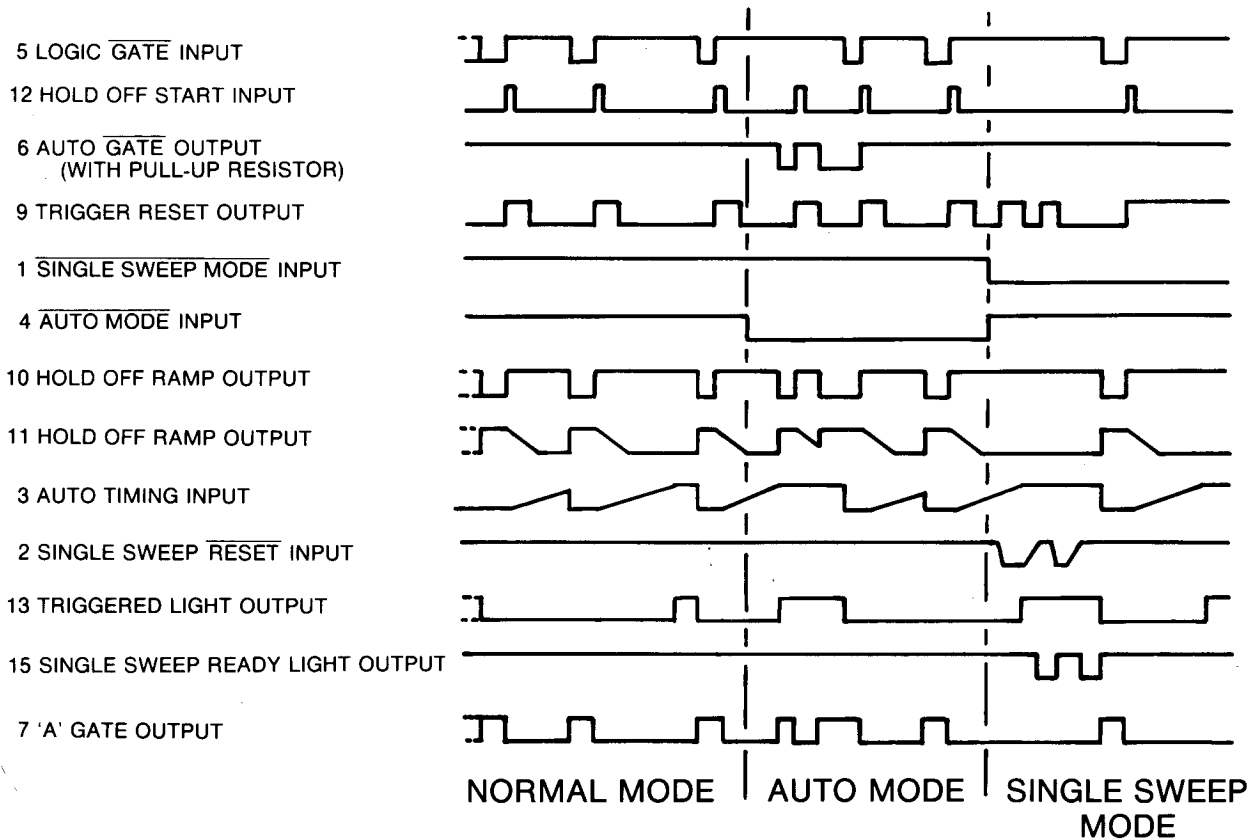 5 LOGIC GATE INPUT
12 HOLD OFF START INPUT
6 AUTO GATE OUTPUT
(WITH PULL-UP RESISTOR)
9 TRIGGER RESET OUTPUT
1 SINGLE SWEEP MODE INPUT
4 AUTO MODE INPUT
10 HOLD OFF RAMP OUTPUT
11 HOLD OFF RAMP OUTPUT
3 AUTO TIMING INPUT
2 SINGLE SWEEP RESET INPUT
13 TRIGGERED LIGHT OUTPUT
15 SINGLE SWEEP READY LIGHT OUTPUT
7 'A' GATE OUTPUT
NORMAL MODE
AUTO MODE
SINGLE SWEEP
MODE